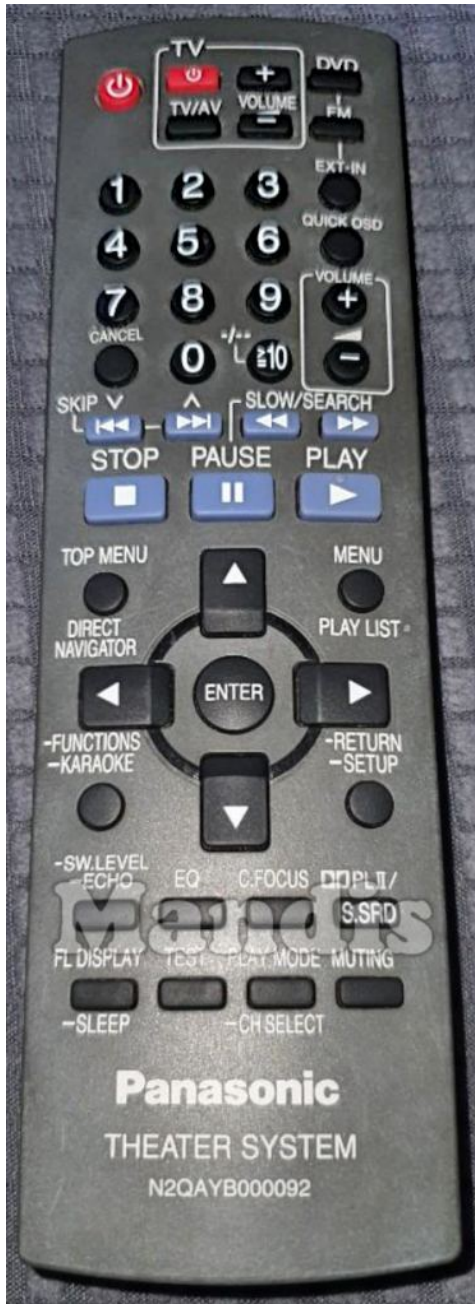 TV
DVD
TV/AV VOLUME FM
+
−
EXT-IN
1 2 3
QUICK OSD
4 5 6
VOLUME
7 8 9 +
CANCEL -/--
0 ≧10 −
SKIP SLOW/SEARCH
STOP PAUSE PLAY
TOP MENU MENU
DIRECT NAVIGATOR PLAY LIST
ENTER
-FUNCTIONS -RETURN
-KARAOKE -SETUP
-SW.LEVEL
-ECHO EQ C.FOCUS DDPLII/
S.SRD
Mandis
FL DISPLAY TEST PLAY MODE MUTING
-SLEEP -CH SELECT
Panasonic
THEATER SYSTEM
N2QAYB000092